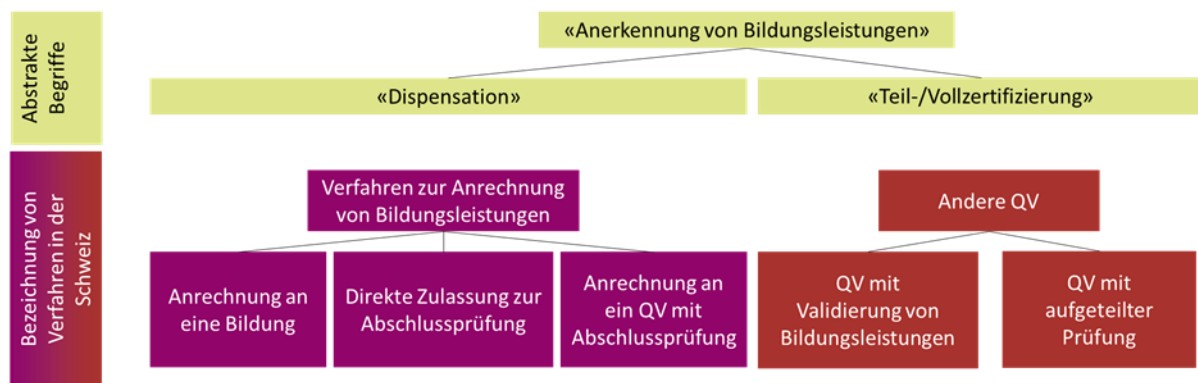 Abstrakte
Begriffe
«Anerkennung von Bildungsleistungen»
«Dispensation»
«Teil-/Vollzertifizierung»
Bezeichnung von
Verfahren in der
Schweiz
Verfahren zur Anrechnung
von Bildungsleistungen
Andere QV
Anrechnung an
eine Bildung
Direkte Zulassung zur
Abschlussprüfung
Anrechnung an
ein QV mit
Abschlussprüfung
QV mit
Validierung von
Bildungsleistungen
QV mit
aufgeteilter
Prüfung